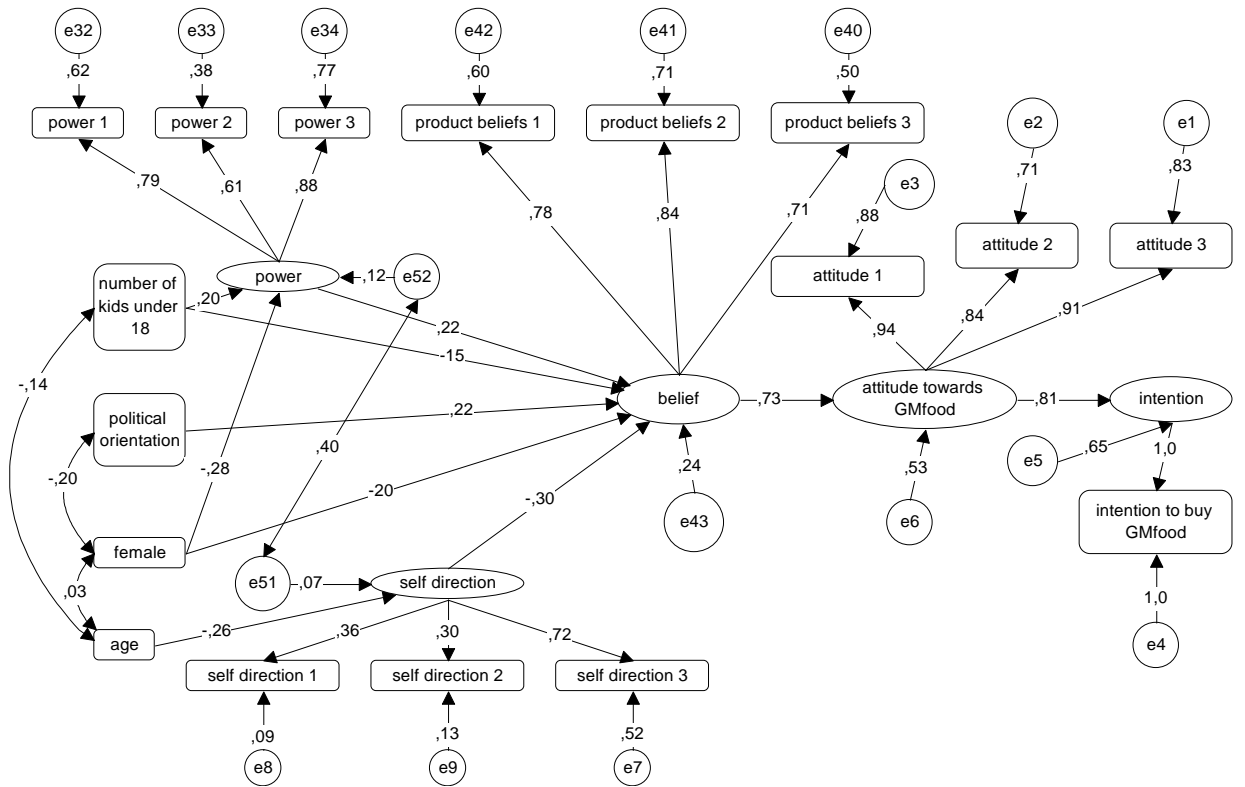 e32
e33
e34
e42
e41
e40
,62
,38
,77
,60
,71
,50
power 1
power 2
power 3
product beliefs 1
product beliefs 2
product beliefs 3
e2
e1
e3
,71
,83
,79
,61
,88
,78
,84
,71
,88
attitude 2
attitude 3
attitude 1
number of
kids under
18
power
,12
e52
,20
,22
-15
,94
,84
,91
-,14
political
orientation
,22
belief
,73
attitude towards
GMfood
,81
intention
,40
-,28
-,20
-20
-,30
,24
e43
,53
e6
e5
,65
1,0
intention to buy
GMfood
female
,03
e51
,07
self direction
1,0
e4
age
-,26
,36
,30
,72
self direction 1
self direction 2
self direction 3
,09
,13
,52
e8
e9
e7